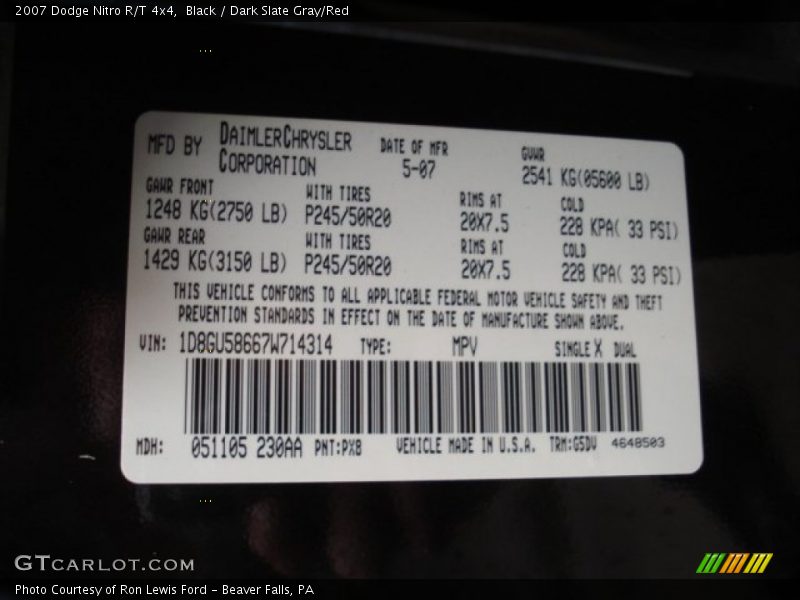 2007 Dodge Nitro R/T 4x4,  Black / Dark Slate Gray/Red
MFD BY DAIMLERCHRYSLER CORPORATION DATE OF MFR 5-07 GVWR 2541 KG(05600 LB)
GAWR FRONT WITH TIRES RIMS AT COLD
1248 KG(2750 LB) P245/50R20 20X7.5 228 KPA( 33 PSI)
GAWR REAR WITH TIRES RIMS AT COLD
1429 KG(3150 LB) P245/50R20 20X7.5 228 KPA( 33 PSI)
THIS VEHICLE CONFORMS TO ALL APPLICABLE FEDERAL MOTOR VEHICLE SAFETY AND THEFT
PREVENTION STANDARDS IN EFFECT ON THE DATE OF MANUFACTURE SHOWN ABOVE.
VIN: 1D8GU58667W714314 TYPE: MPV SINGLE X DUAL
MDH: 051105 230AA PNT:PX8 VEHICLE MADE IN U.S.A. TRM:G5DV 4648503
GTCARLOT.COM
Photo Courtesy of Ron Lewis Ford - Beaver Falls, PA